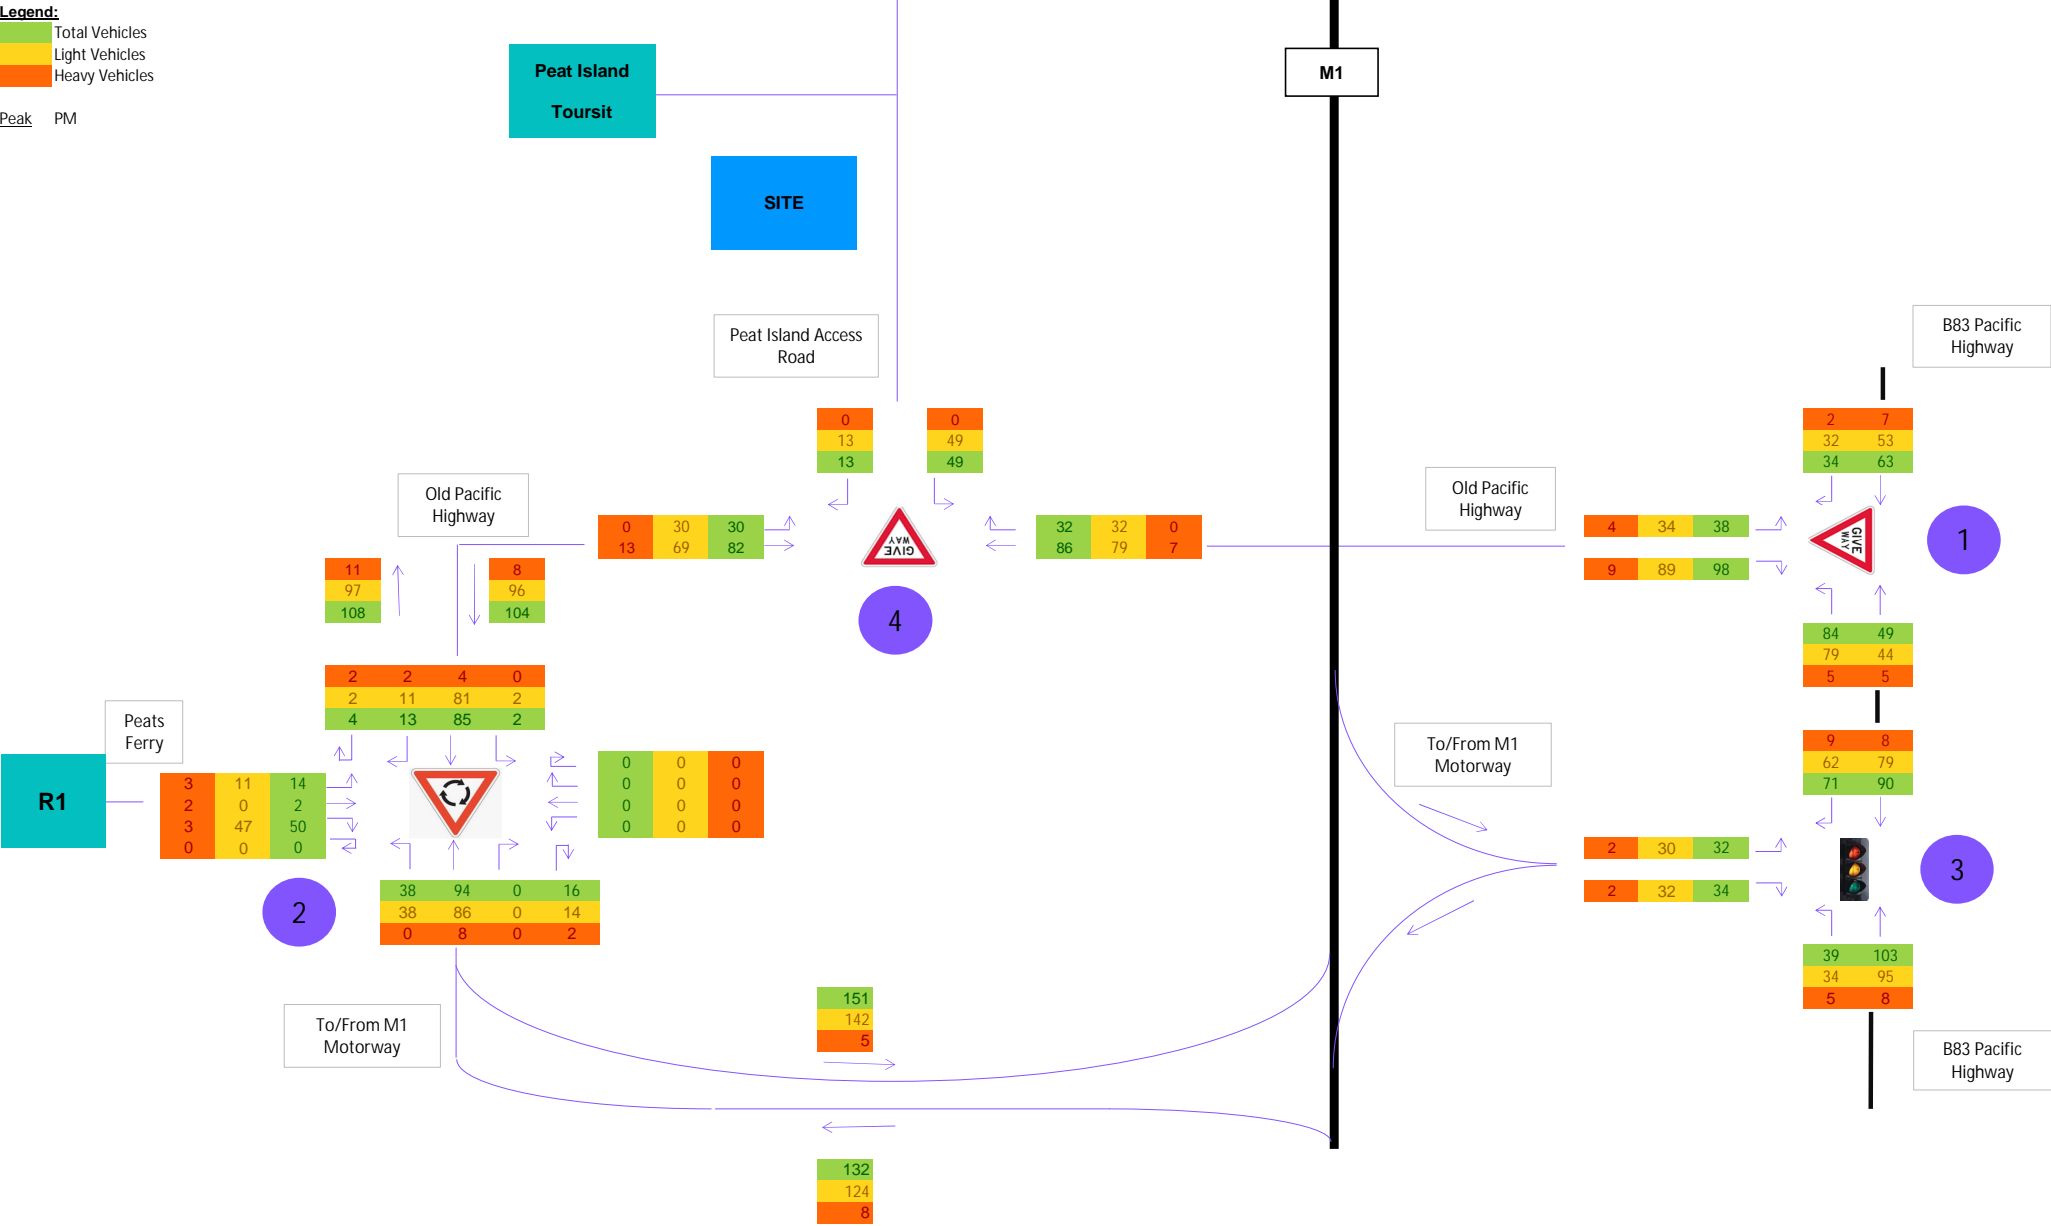 Legend:
Total Vehicles
Light Vehicles
Heavy Vehicles
Peak PM
Peat Island
Toursit
M1
SITE
Peat Island Access
Road
B83 Pacific
Highway
0 0
13 49
13 49
2 7
32 53
34 63
Old Pacific
Highway
Old Pacific
Highway
0 30 30
13 69 82
GIVE
WAY
32 32 0
86 79 7
4 34 38
9 89 98
GIVE
WAY
1
11
97
108
8
96
104
4
84 49
79 44
5 5
2 2 4 0
2 11 81 2
4 13 85 2
Peats
Ferry
To/From M1
Motorway
9 8
62 79
71 90
R1
3 11 14
2 0 2
3 47 50
0 0 0
0 0 0
0 0 0
0 0 0
0 0 0
2 30 32
2 32 34
3
2
38 94 0 16
38 86 0 14
0 8 0 2
39 103
34 95
5 8
To/From M1
Motorway
151
142
5
B83 Pacific
Highway
132
124
8